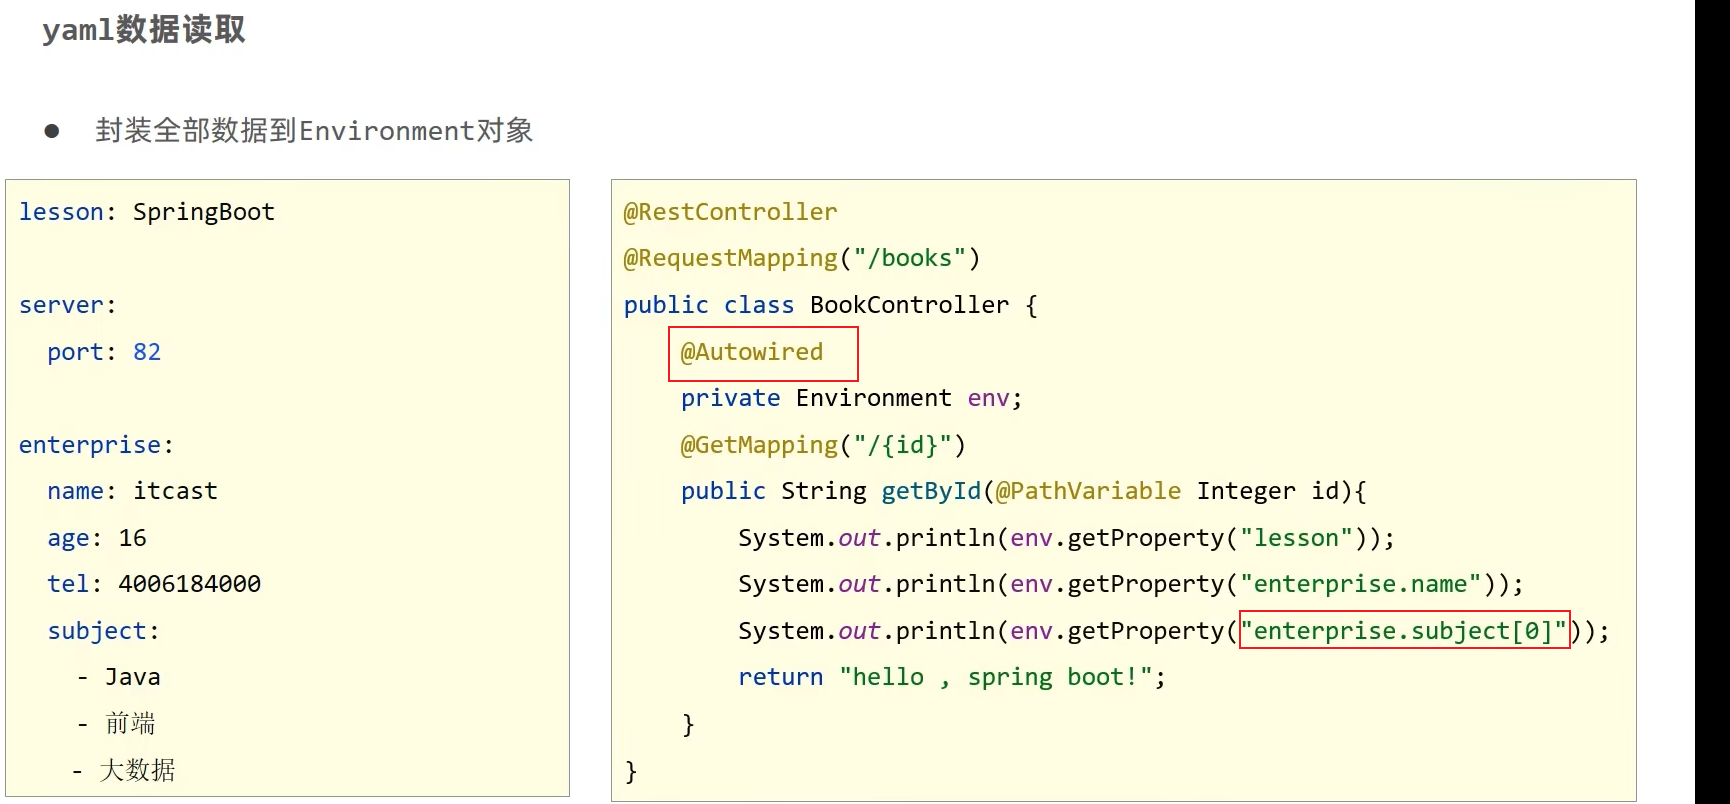 yaml数据读取
● 封装全部数据到Environment对象
lesson: SpringBoot
server:
port: 82
enterprise:
name: itcast
age: 16
tel: 4006184000
subject:
- Java
- 前端
- 大数据
@RestController
@RequestMapping("/books")
public class BookController {
@Autowired
private Environment env;
@GetMapping("/{id}")
public String getById(@PathVariable Integer id){
System.out.println(env.getProperty("lesson"));
System.out.println(env.getProperty("enterprise.name"));
System.out.println(env.getProperty("enterprise.subject[0]"));
return "hello , spring boot!";
}
}